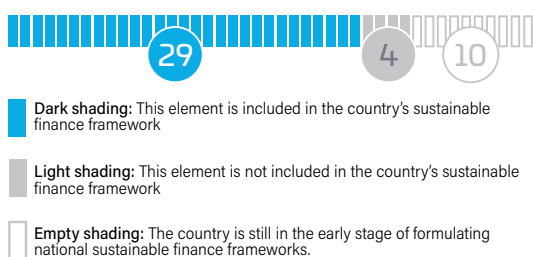 29 4 10
Dark shading: This element is included in the country's sustainable
finance framework
Light shading: This element is not included in the country's sustainable
finance framework
Empty shading: The country is still in the early stage of formulating
national sustainable finance frameworks.